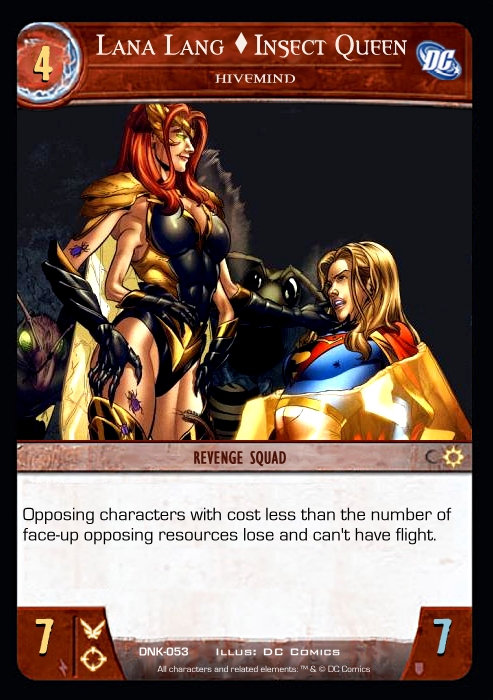 4
LANA LANG ♦ INSECT QUEEN
DC
HIVEMIND
REVENGE SQUAD
Opposing characters with cost less than the number of
face-up opposing resources lose and can't have flight.
7
DNK-053 ILLUS: DC COMICS
7
All characters and related elements: ™ & © DC Comics